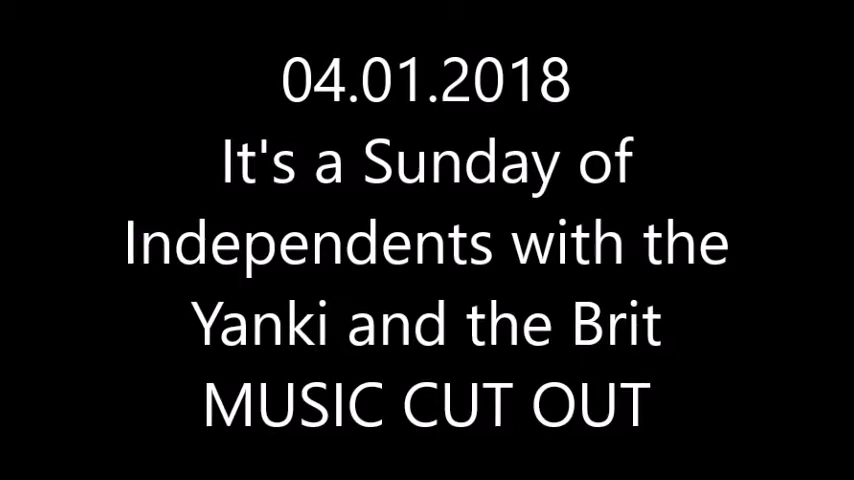 04.01.2018
It's a Sunday of
Independents with the
Yanki and the Brit
MUSIC CUT OUT